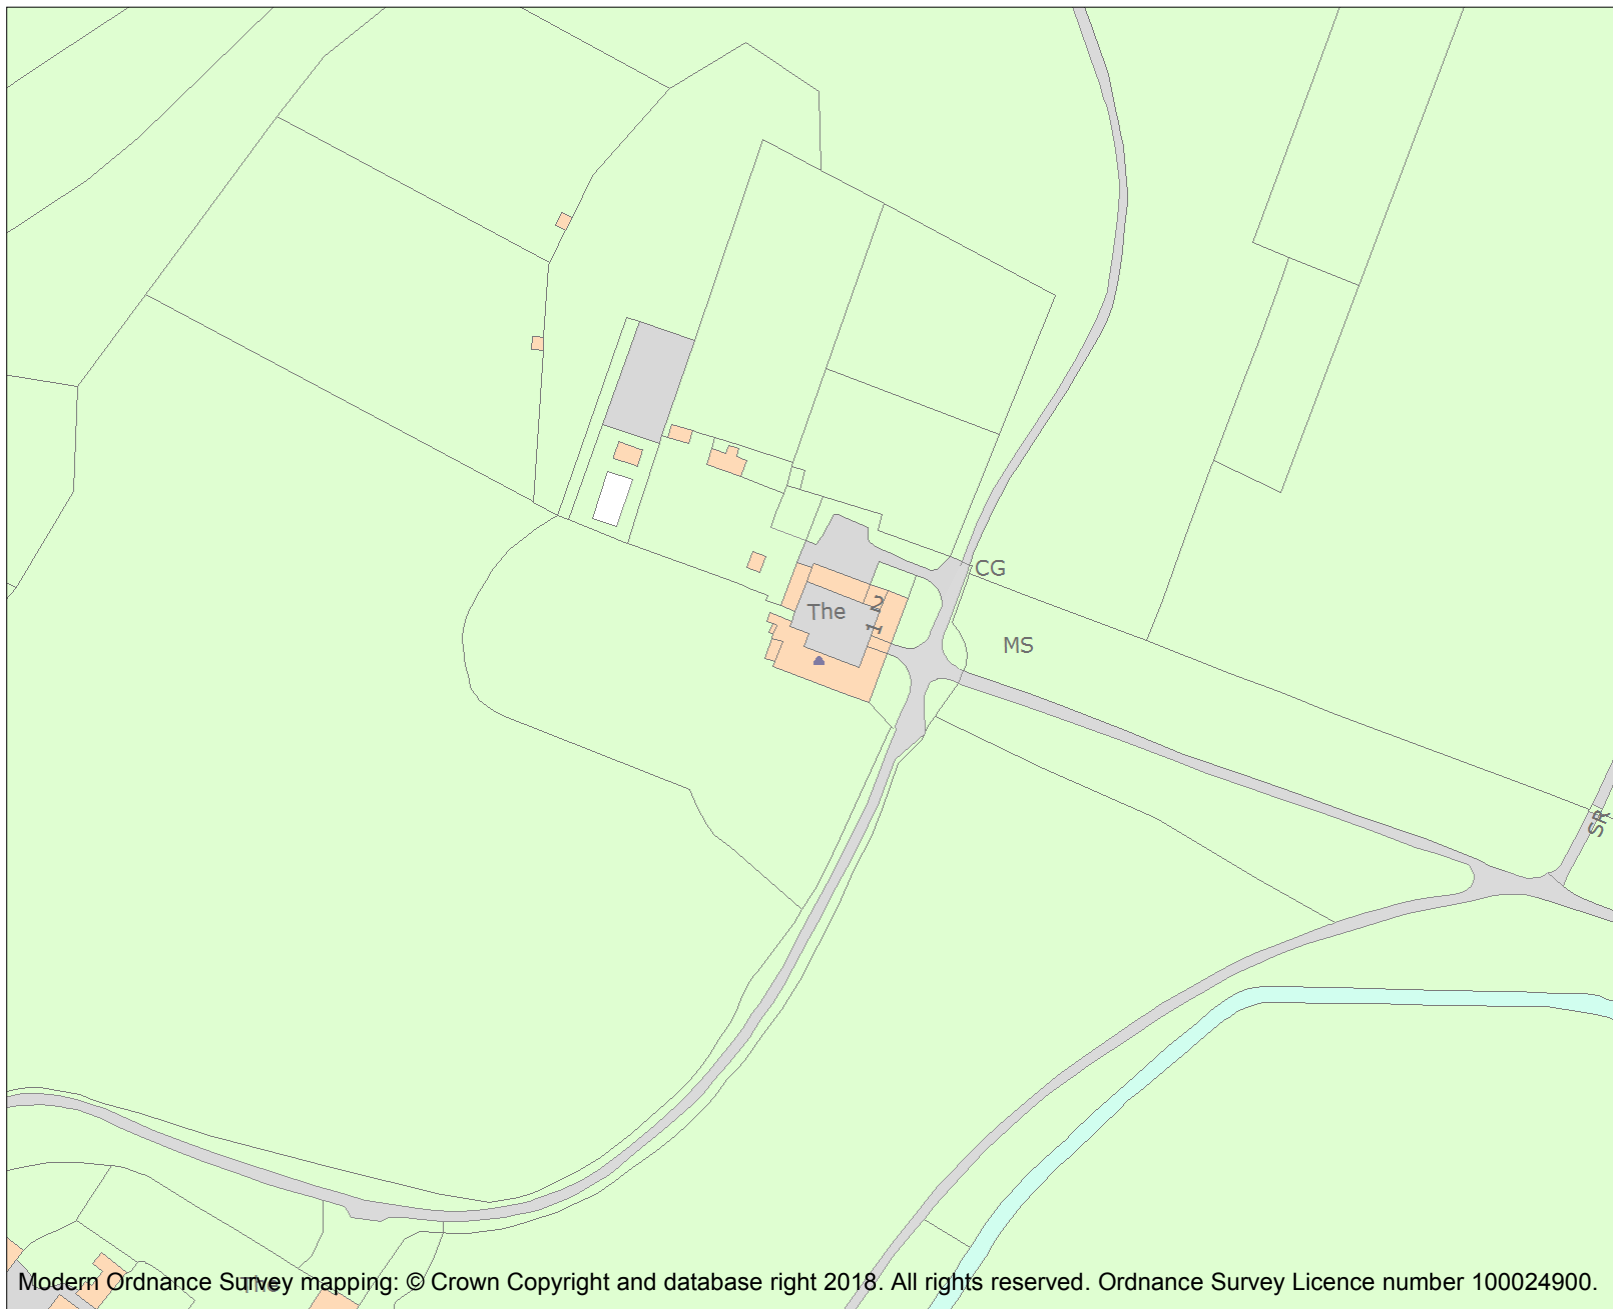 CG
The
2
1
MS
SR
The
Modern Ordnance Survey mapping: © Crown Copyright and database right 2018. All rights reserved. Ordnance Survey Licence number 100024900.